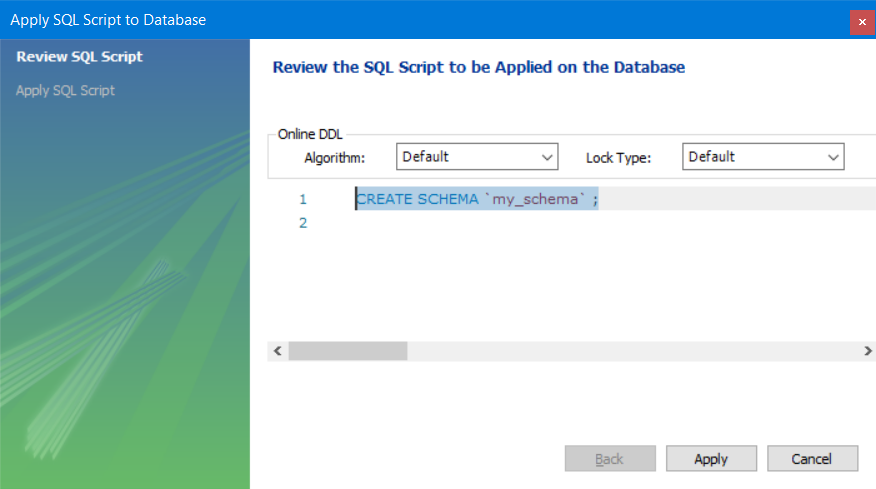 Apply SQL Script to Database
Review SQL Script
Apply SQL Script
Review the SQL Script to be Applied on the Database
Online DDL
Algorithm: Default Lock Type: Default
1 CREATE SCHEMA `my_schema` ;
2
Back Apply Cancel